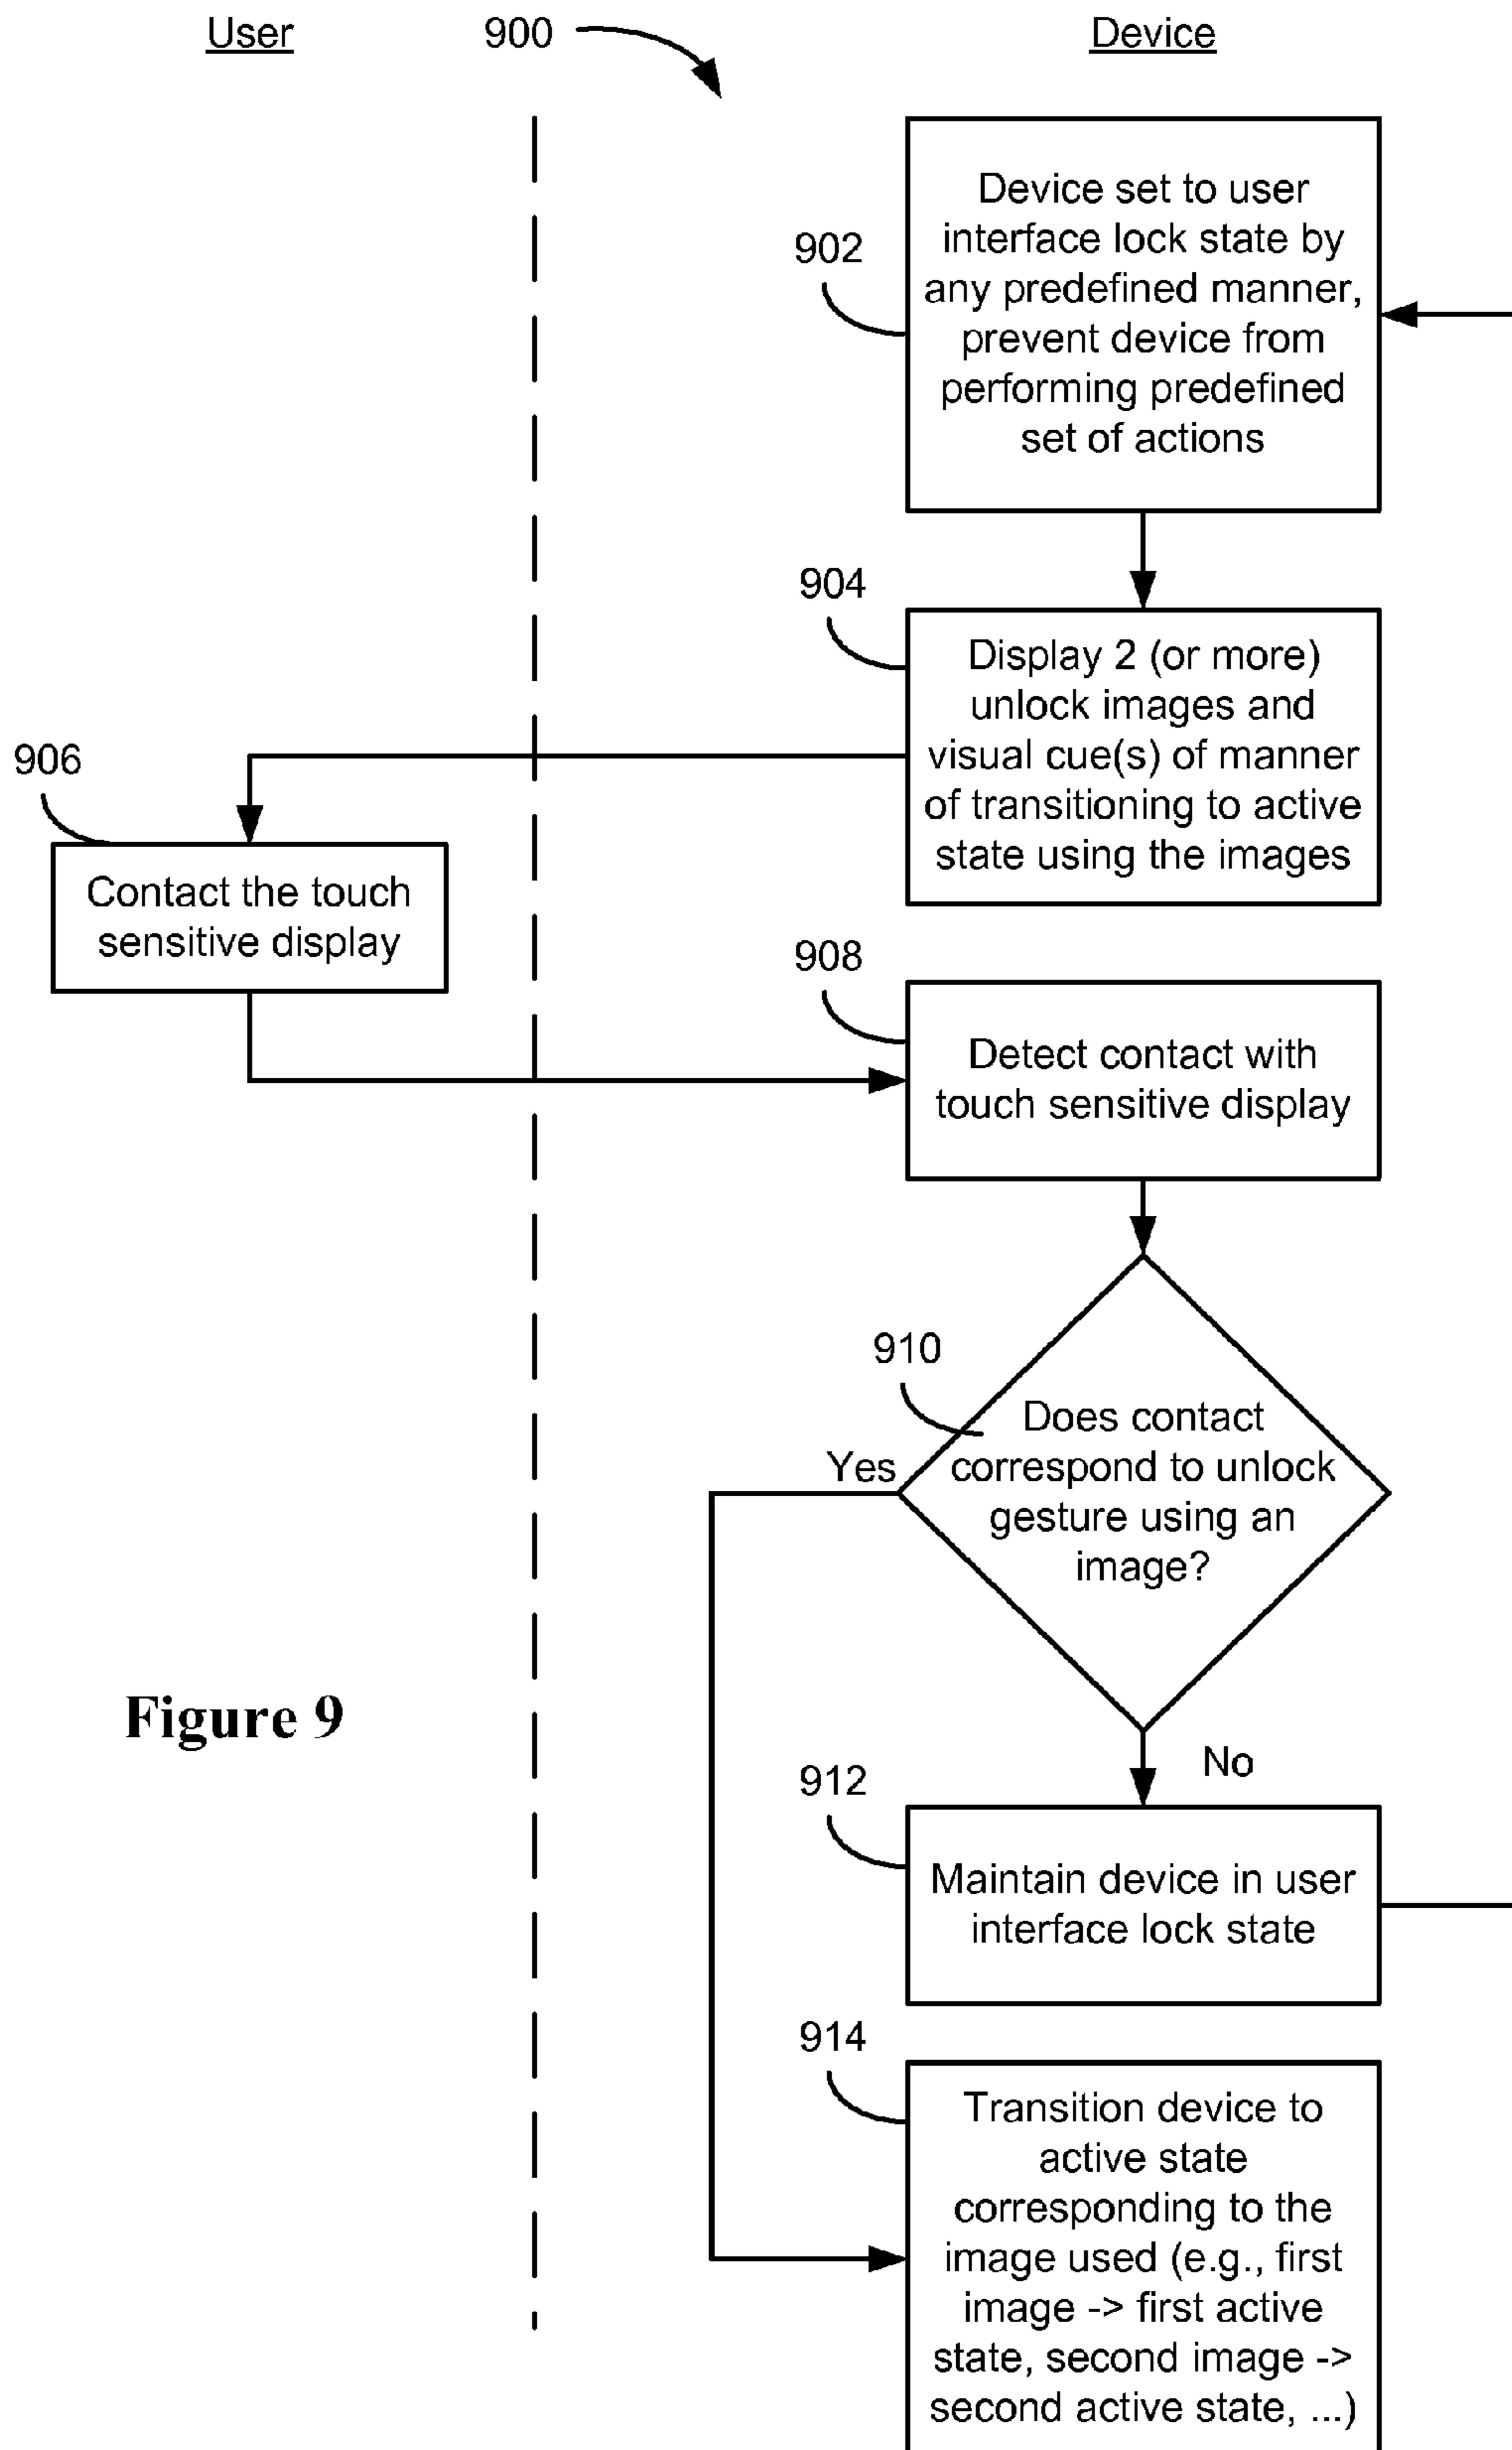 User
900
Device
902
Device set to user
interface lock state by
any predefined manner,
prevent device from
performing predefined
set of actions
904
Display 2 (or more)
unlock images and
visual cue(s) of manner
of transitioning to active
state using the images
906
Contact the touch
sensitive display
908
Detect contact with
touch sensitive display
910
Does contact
correspond to unlock
gesture using an
image?
Yes
No
Figure 9
912
Maintain device in user
interface lock state
914
Transition device to
active state
corresponding to the
image used (e.g., first
image -> first active
state, second image ->
second active state, ...)